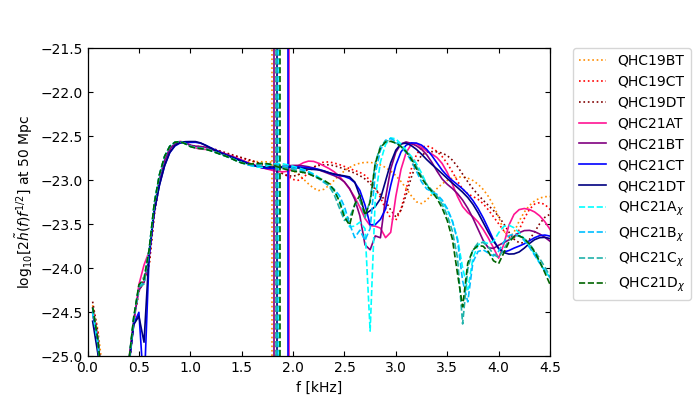 log₁₀[2h̃(f)f^{1/2}] at 50 Mpc
−21.5
−22.0
−22.5
−23.0
−23.5
−24.0
−24.5
−25.0
0.0 0.5 1.0 1.5 2.0 2.5 3.0 3.5 4.0 4.5
f [kHz]
QHC19BT
QHC19CT
QHC19DT
QHC21AT
QHC21BT
QHC21CT
QHC21DT
QHC21Aᵪ
QHC21Bᵪ
QHC21Cᵪ
QHC21Dᵪ